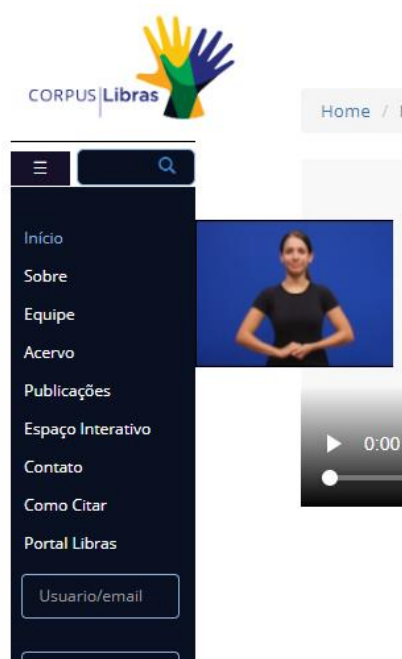 CORPUS|Libras
Home /
☰
Início
Sobre
Equipe
Acervo
Publicações
Espaço Interativo
Contato
Como Citar
Portal Libras
Usuario/email
0:00